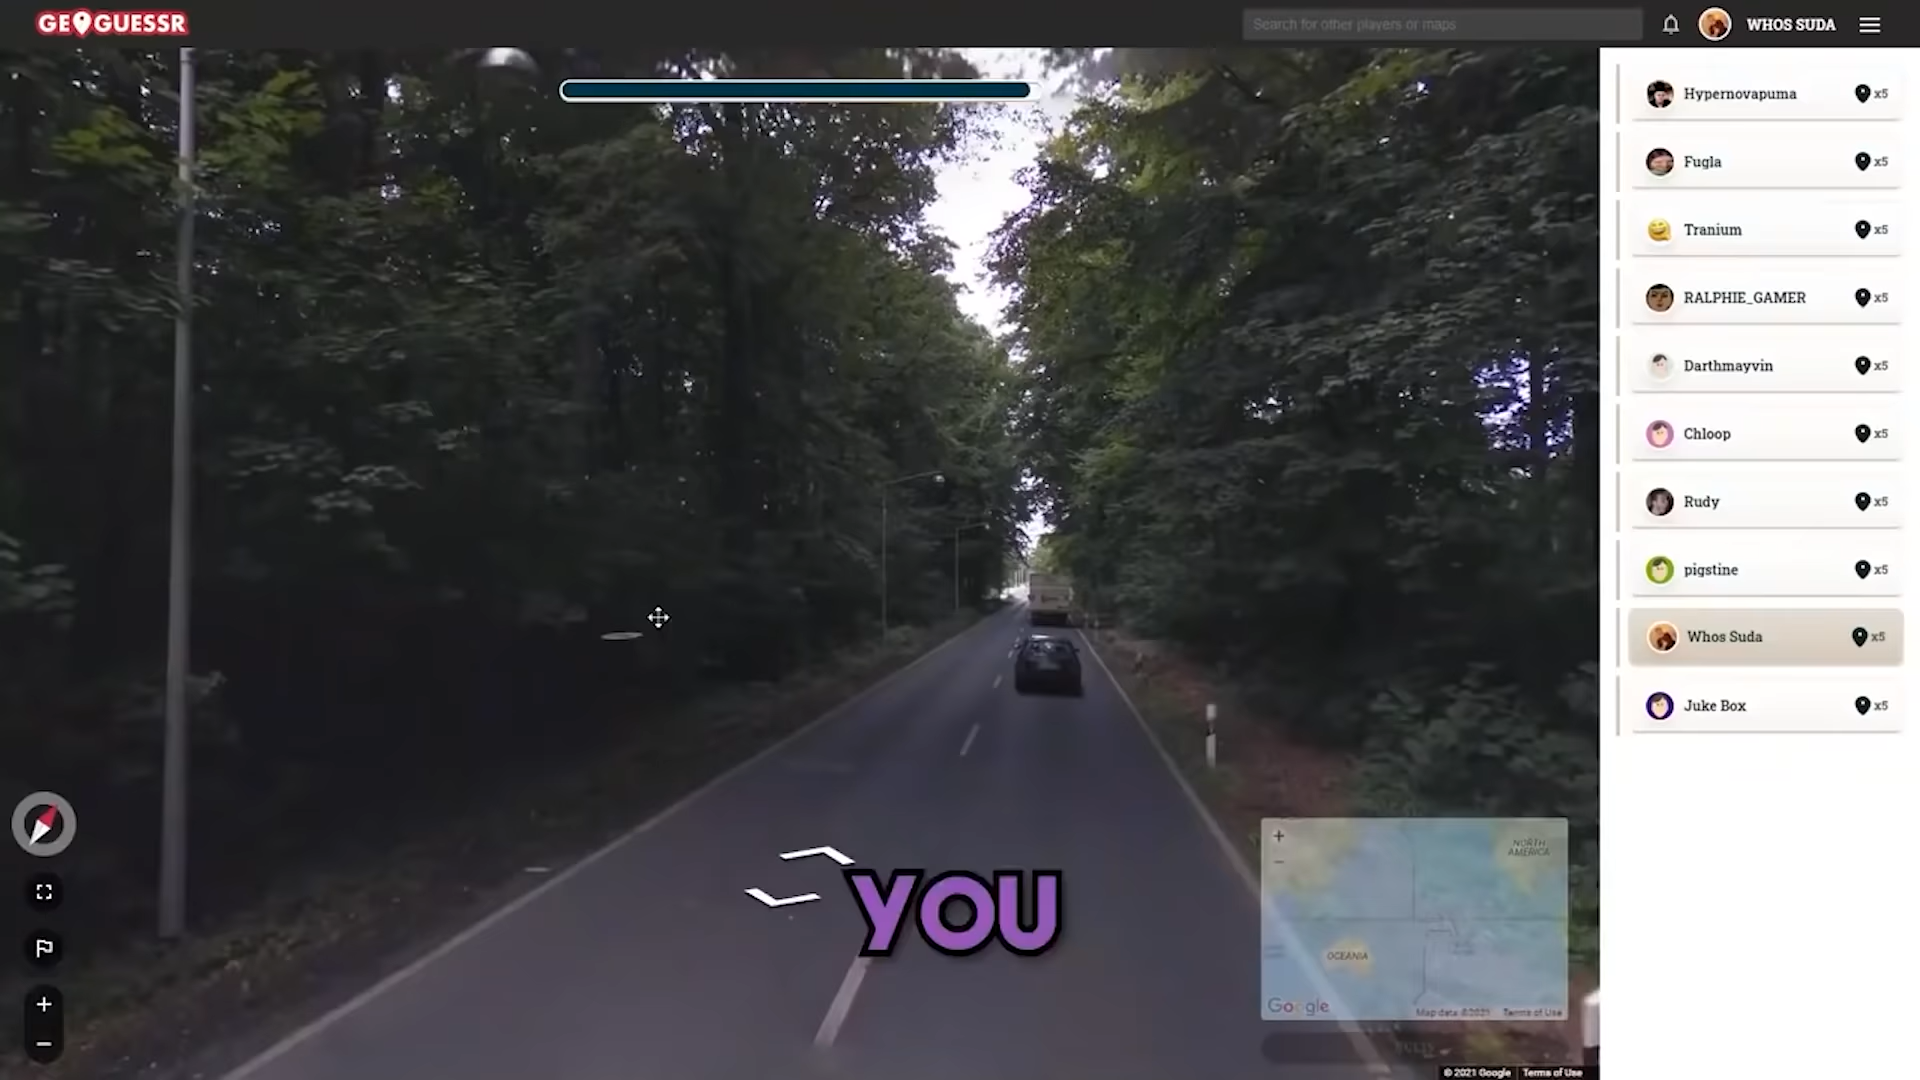 GEOGUESSR
Search for other players or maps
WHOS SUDA
Hypernovapuma x5
Fugla x5
Tranium x5
RALPHIE_GAMER x5
Darthmayvin x5
Chloop x5
Rudy x5
pigstine x5
Whos Suda x5
Juke Box x5
YOU
+
−
NORTH
AMERICA
OCEANIA
Google
Map data ©2021 Terms of Use
+
−
© 2021 Google Terms of Use